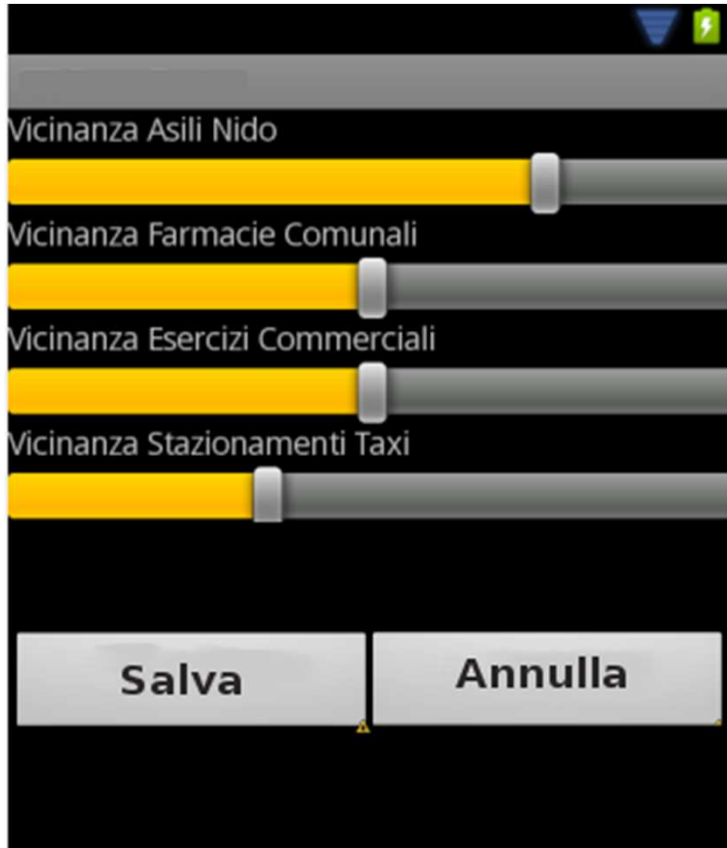 Vicinanza Asili Nido
Vicinanza Farmacie Comunali
Vicinanza Esercizi Commerciali
Vicinanza Stazionamenti Taxi
Salva
Annulla